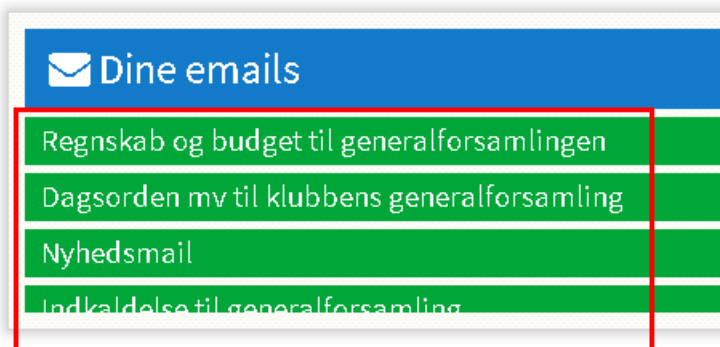 Dine emails
Regnskab og budget til generalforsamlingen
Dagsorden mv til klubbens generalforsamling
Nyhedsmail
Indkaldelse til generalforsamling